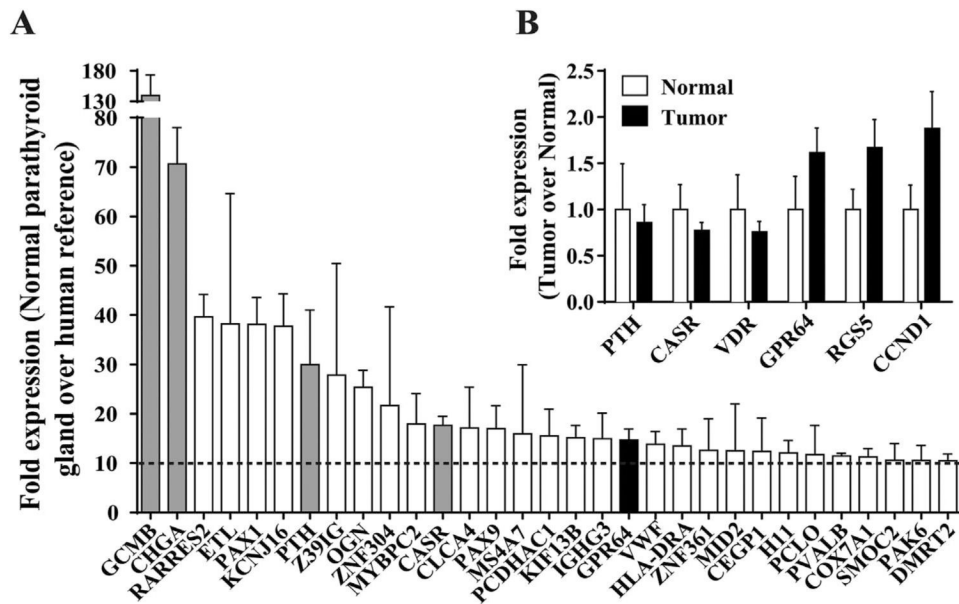 A
Fold expression (Normal parathyroid
gland over human reference)
180
130
80
70
60
50
40
30
20
10
0
GCMB
CHGA
RARRES2
ETL
PAX1
KCNJ16
PTH
Z39IG
OGN
ZNF304
MYBPC2
CASR
CLCA4
PAX9
MS4A7
PCDHAC1
KIF13B
IGHG3
GPR64
VWF
HLA-DRA
ZNF361
MID2
CEGP1
H11
PCLO
PVALB
COX7A1
SMOC2
PAK6
DMRT2
B
Fold expression
(Tumor over Normal)
2.5
2.0
1.5
1.0
0.5
0.0
Normal
Tumor
PTH
CASR
VDR
GPR64
RGS5
CCND1